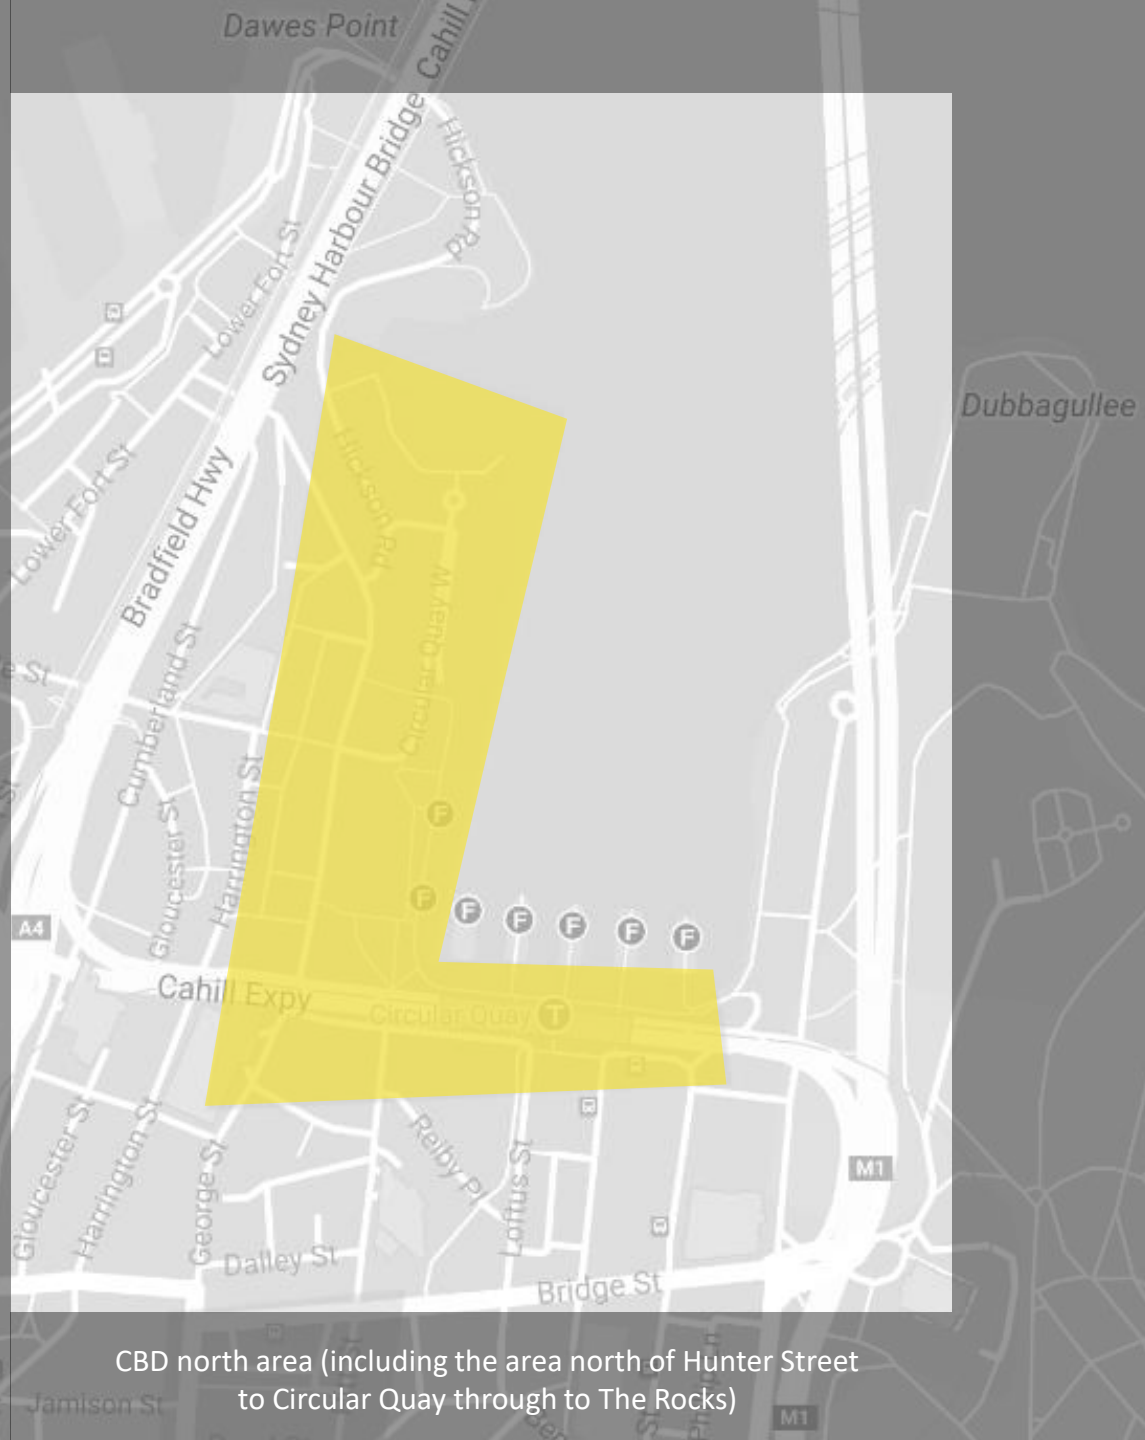 Dawes Point
Cahill
Hickson Rd
Sydney Harbour Bridge
Lower Fort St
Dubbagullee
Lower Fort St
Bradfield Hwy
Hickson Rd
Circular Quay W
Cumberland St
e St
Harrington St
Gloucester St
St
F
F
F
F
F
F
F
A4
Cahill Expy
Circular Quay
T
Gloucester St
Harrington St
George St
Reiby Pl
Loftus St
M1
Dalley St
Bridge St
CBD north area (including the area north of Hunter Street
to Circular Quay through to The Rocks)
Jamison St
M1